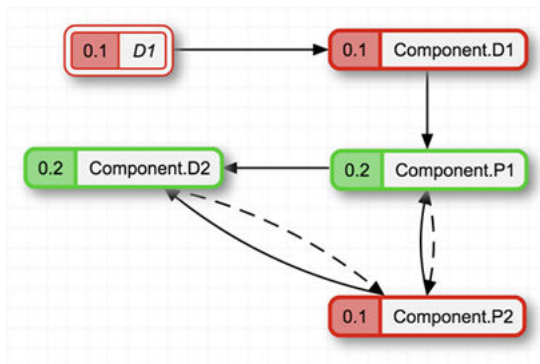 0.1 D1
0.1 Component.D1
0.2 Component.D2
0.2 Component.P1
0.1 Component.P2